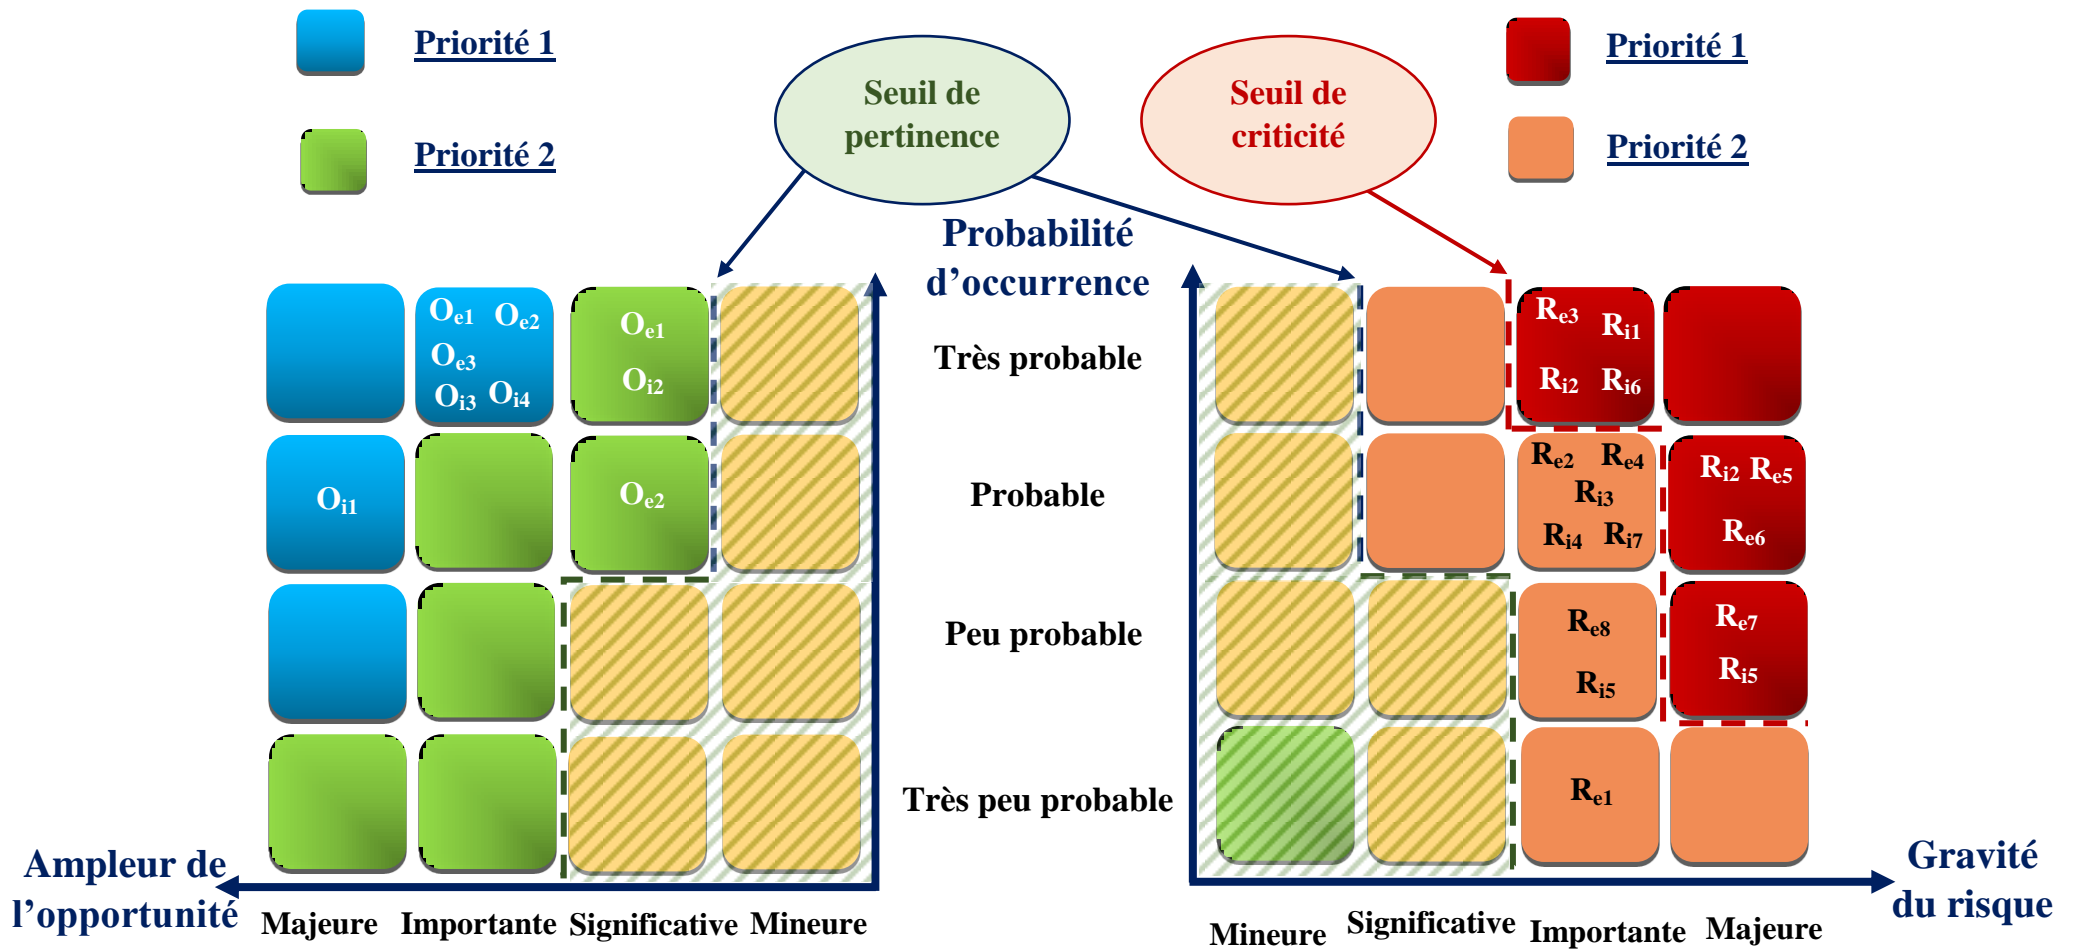 Priorité 1
Priorité 2
Seuil de
pertinence
Seuil de
criticité
Priorité 1
Priorité 2
Probabilité
d’occurrence
Oe1 Oe2
Oe3
Oi3 Oi4
Oe1
Oi2
Très probable
Re3 Ri1
Ri2 Ri6
Oi1
Oe2
Probable
Re2 Re4
Ri3
Ri4 Ri7
Ri2 Re5
Re6
Peu probable
Re8
Ri5
Re7
Ri5
Très peu probable
Re1
Ampleur de
l’opportunité
Majeure Importante Significative Mineure
Mineure Significative Importante Majeure
Gravité
du risque